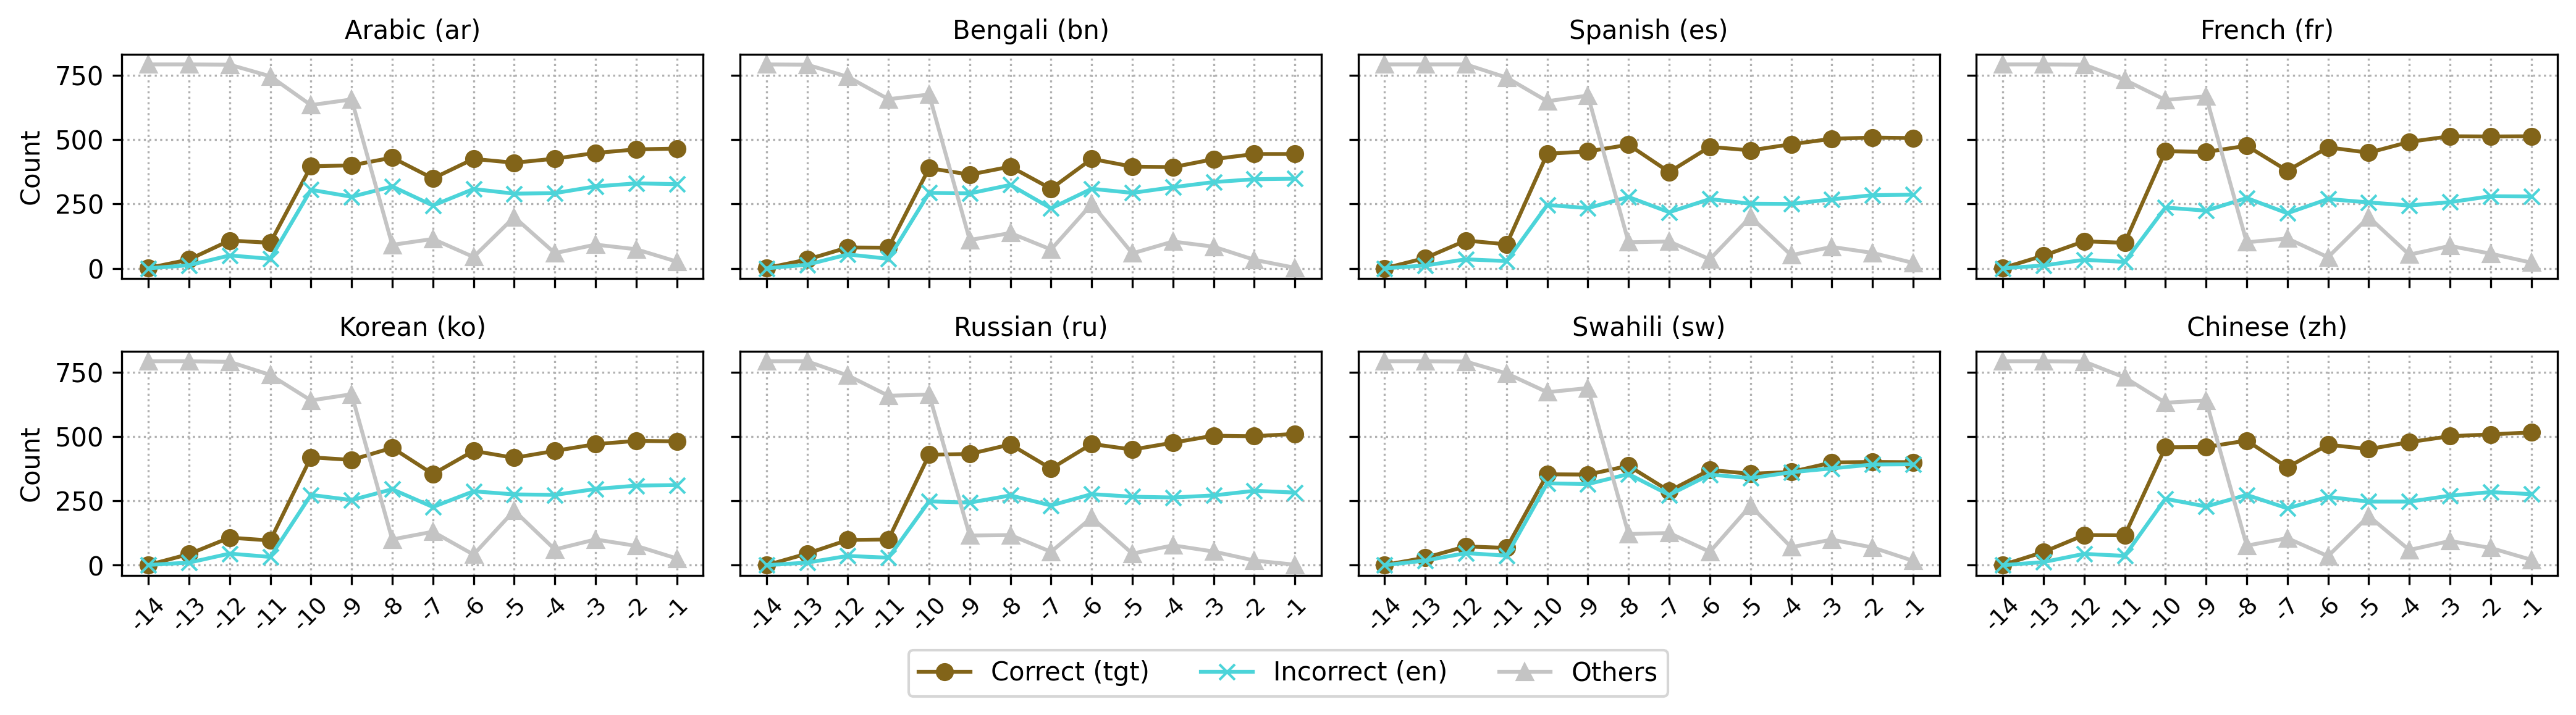 Arabic (ar) Bengali (bn) Spanish (es) French (fr)
Count
750
500
250
0
Korean (ko) Russian (ru) Swahili (sw) Chinese (zh)
Count
750
500
250
0
-14 -13 -12 -11 -10 -9 -8 -7 -6 -5 -4 -3 -2 -1 -14 -13 -12 -11 -10 -9 -8 -7 -6 -5 -4 -3 -2 -1 -14 -13 -12 -11 -10 -9 -8 -7 -6 -5 -4 -3 -2 -1 -14 -13 -12 -11 -10 -9 -8 -7 -6 -5 -4 -3 -2 -1
Correct (tgt) Incorrect (en) Others